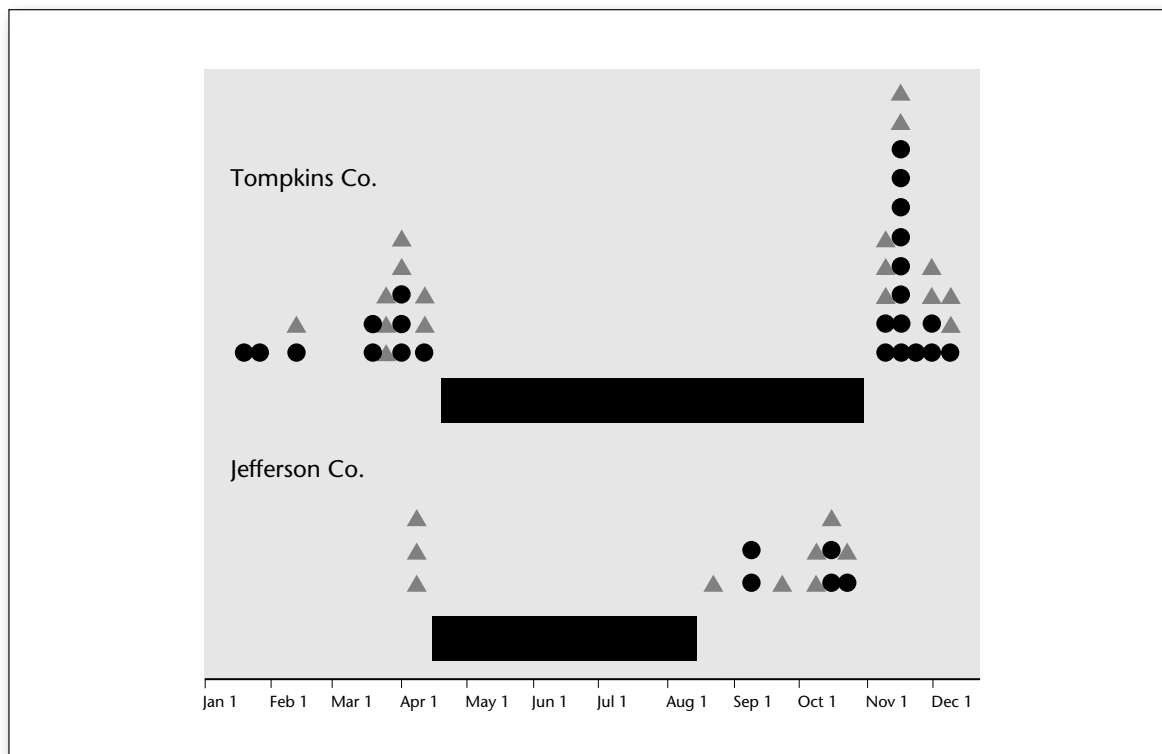 Tompkins Co.
Jefferson Co.
Jan 1 Feb 1 Mar 1 Apr 1 May 1 Jun 1 Jul 1 Aug 1 Sep 1 Oct 1 Nov 1 Dec 1